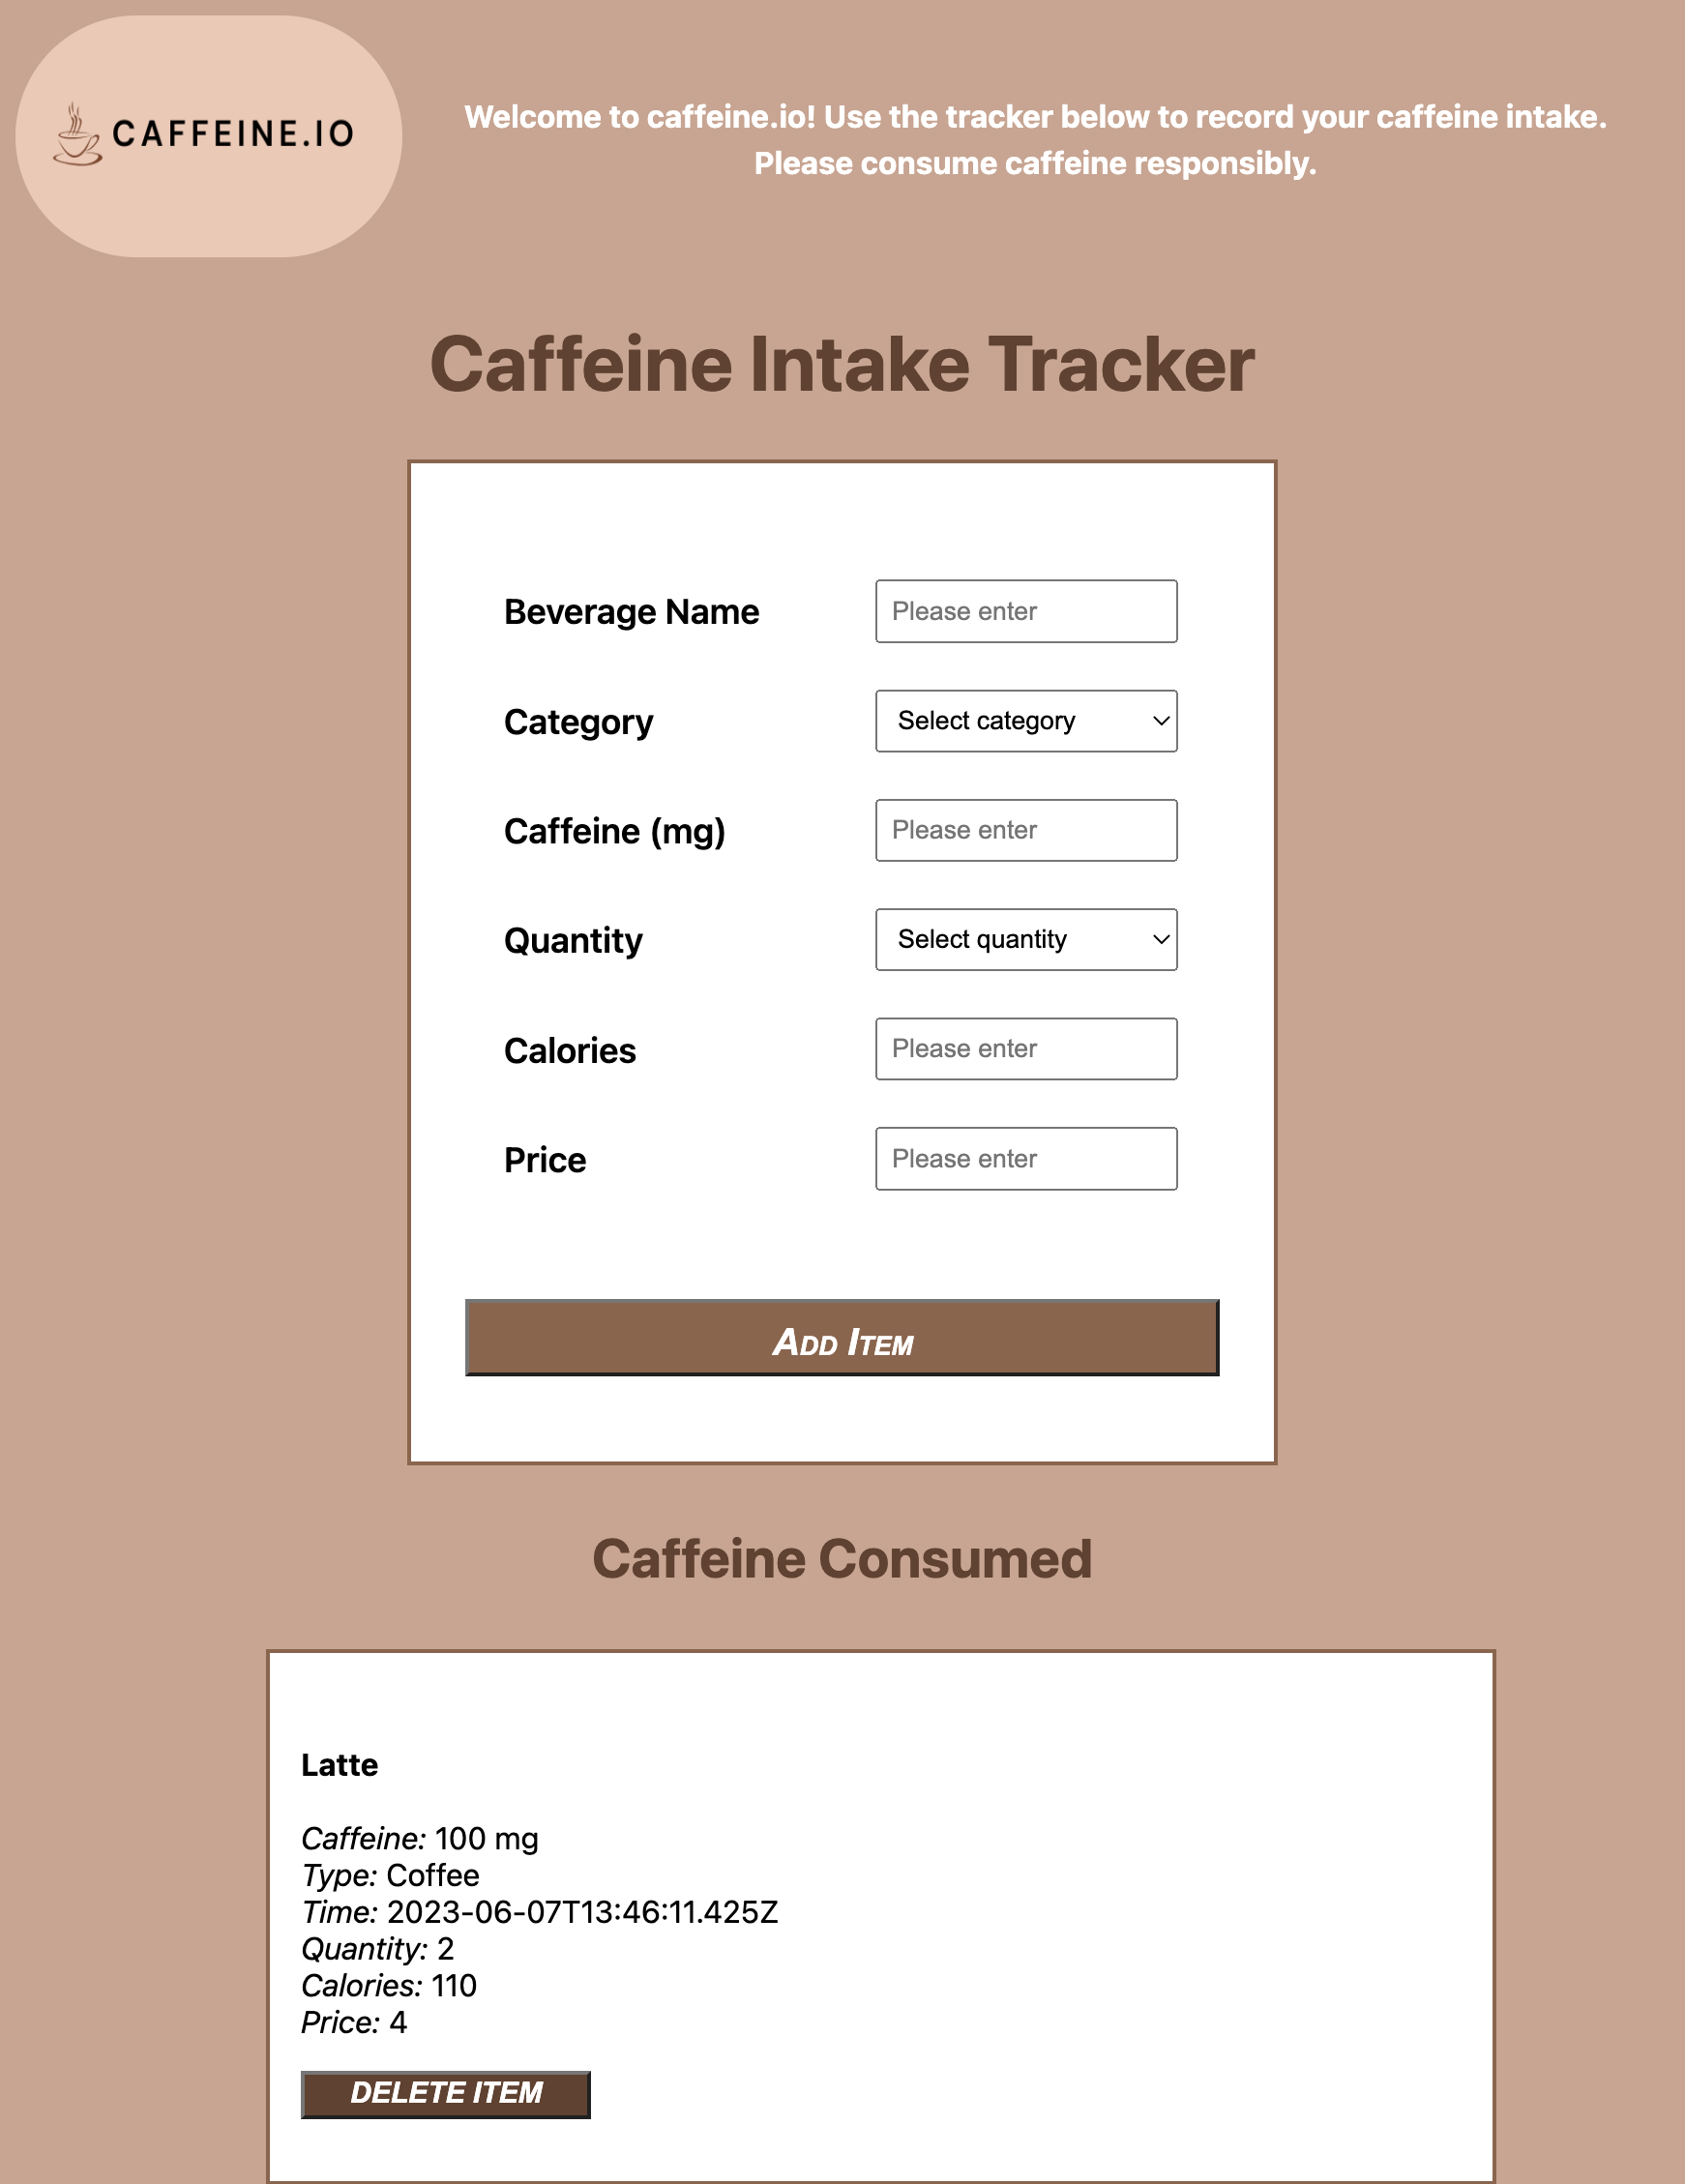 CAFFEINE.IO
Welcome to caffeine.io! Use the tracker below to record your caffeine intake.
Please consume caffeine responsibly.
Caffeine Intake Tracker
Beverage Name Please enter
Category Select category
Caffeine (mg) Please enter
Quantity Select quantity
Calories Please enter
Price Please enter
Add Item
Caffeine Consumed
Latte
Caffeine: 100 mg
Type: Coffee
Time: 2023-06-07T13:46:11.425Z
Quantity: 2
Calories: 110
Price: 4
DELETE ITEM